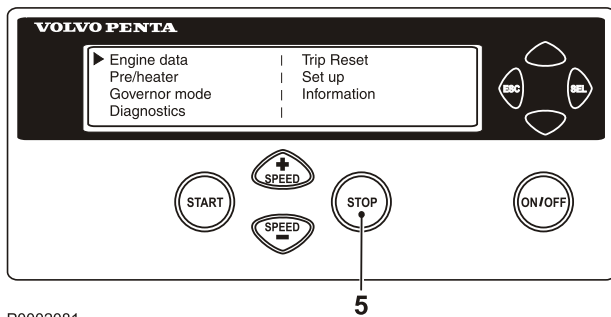 VOLVO PENTA
Engine data | Trip Reset
Pre/heater | Set up
Governor mode | Information
Diagnostics |
ESC
SEL
START
+
SPEED
SPEED
−
STOP
ON/OFF
5